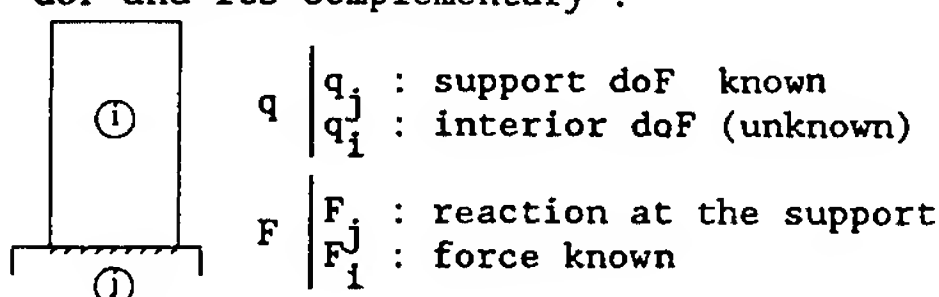 dof and its complementary :
q | q_j : support doF known
q_i : interior doF (unknown)
F | F_j : reaction at the support
F_i : force known
i
j